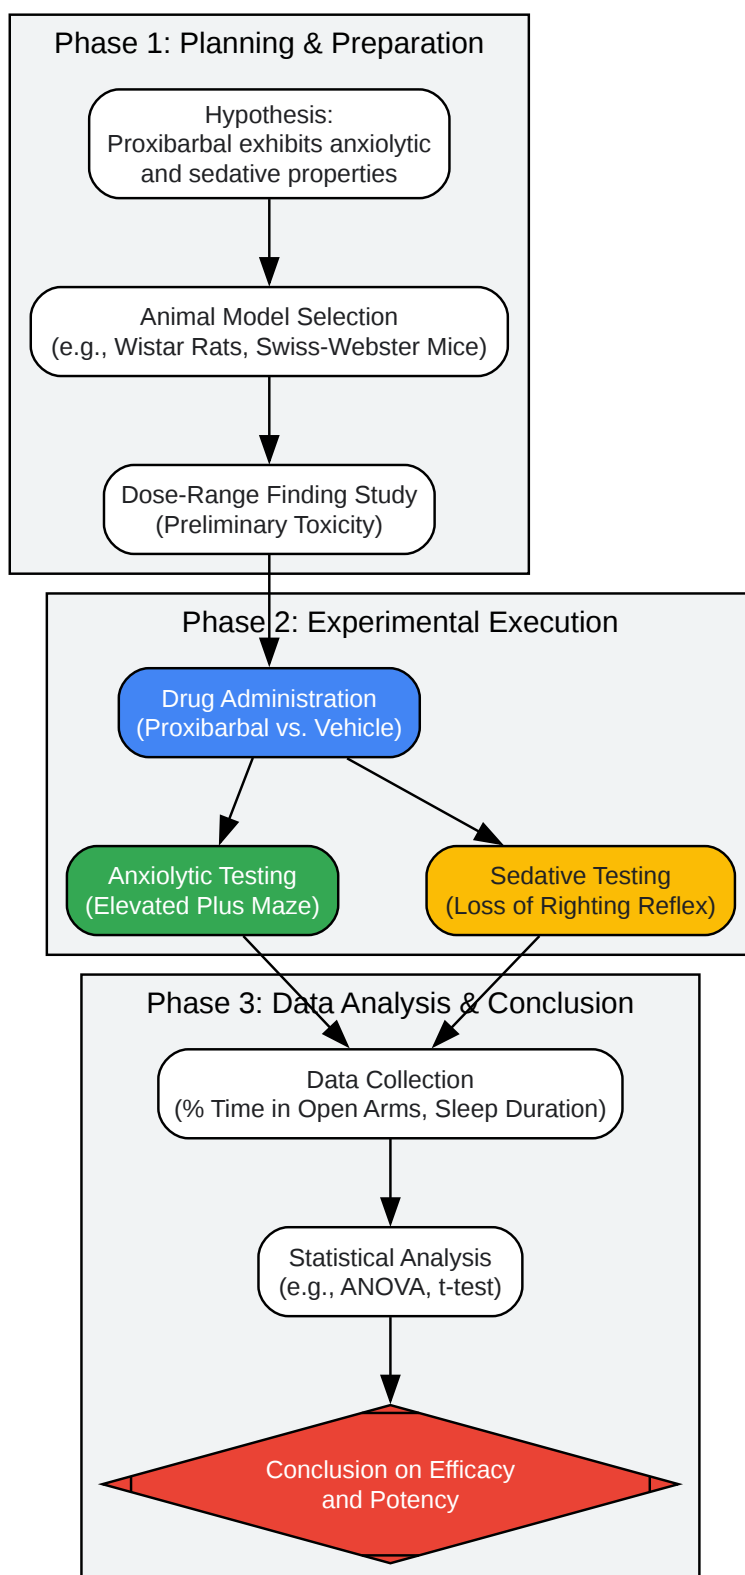 Phase 1: Planning & Preparation
Hypothesis:
Proxibarbal exhibits anxiolytic
and sedative properties
Animal Model Selection
(e.g., Wistar Rats, Swiss-Webster Mice)
Dose-Range Finding Study
(Preliminary Toxicity)
Phase 2: Experimental Execution
Drug Administration
(Proxibarbal vs. Vehicle)
Anxiolytic Testing
(Elevated Plus Maze)
Sedative Testing
(Loss of Righting Reflex)
Phase 3: Data Analysis & Conclusion
Data Collection
(% Time in Open Arms, Sleep Duration)
Statistical Analysis
(e.g., ANOVA, t-test)
Conclusion on Efficacy
and Potency